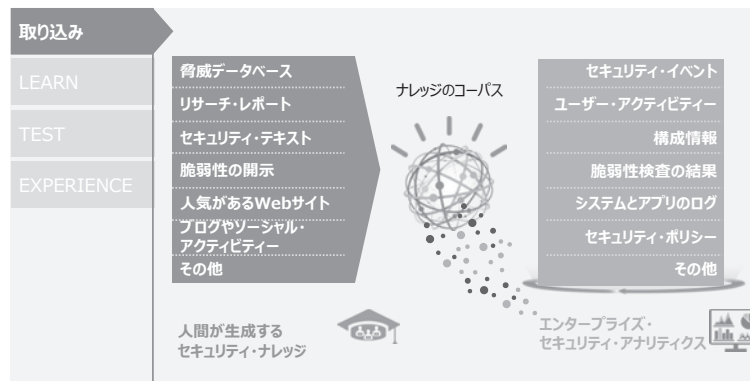 取り込み
LEARN
TEST
EXPERIENCE
脅威データベース
リサーチ・レポート
セキュリティ・テキスト
脆弱性の開示
人気があるWebサイト
ブログやソーシャル・
アクティビティー
その他
人間が生成する
セキュリティ・ナレッジ
ナレッジのコーパス
セキュリティ・イベント
ユーザー・アクティビティー
構成情報
脆弱性検査の結果
システムとアプリのログ
セキュリティ・ポリシー
その他
エンタープライズ・
セキュリティ・アナリティクス